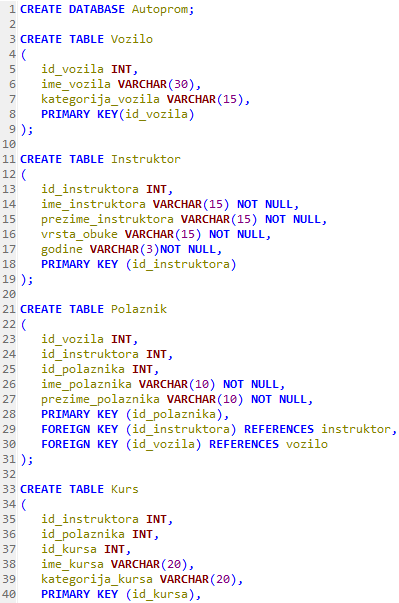 1 CREATE DATABASE Autoprom;
2
3 CREATE TABLE Vozilo
4 (
5 id_vozila INT,
6 ime_vozila VARCHAR(30),
7 kategorija_vozila VARCHAR(15),
8 PRIMARY KEY(id_vozila)
9 );
10
11 CREATE TABLE Instruktor
12 (
13 id_instruktora INT,
14 ime_instruktora VARCHAR(15) NOT NULL,
15 prezime_instruktora VARCHAR(15) NOT NULL,
16 vrsta_obuke VARCHAR(15) NOT NULL,
17 godine VARCHAR(3)NOT NULL,
18 PRIMARY KEY (id_instruktora)
19 );
20
21 CREATE TABLE Polaznik
22 (
23 id_vozila INT,
24 id_instruktora INT,
25 id_polaznika INT,
26 ime_polaznika VARCHAR(10) NOT NULL,
27 prezime_polaznika VARCHAR(10) NOT NULL,
28 PRIMARY KEY (id_polaznika),
29 FOREIGN KEY (id_instruktora) REFERENCES instruktor,
30 FOREIGN KEY (id_vozila) REFERENCES vozilo
31 );
32
33 CREATE TABLE Kurs
34 (
35 id_instruktora INT,
36 id_polaznika INT,
37 id_kursa INT,
38 ime_kursa VARCHAR(20),
39 kategorija_kursa VARCHAR(20),
40 PRIMARY KEY (id_kursa),